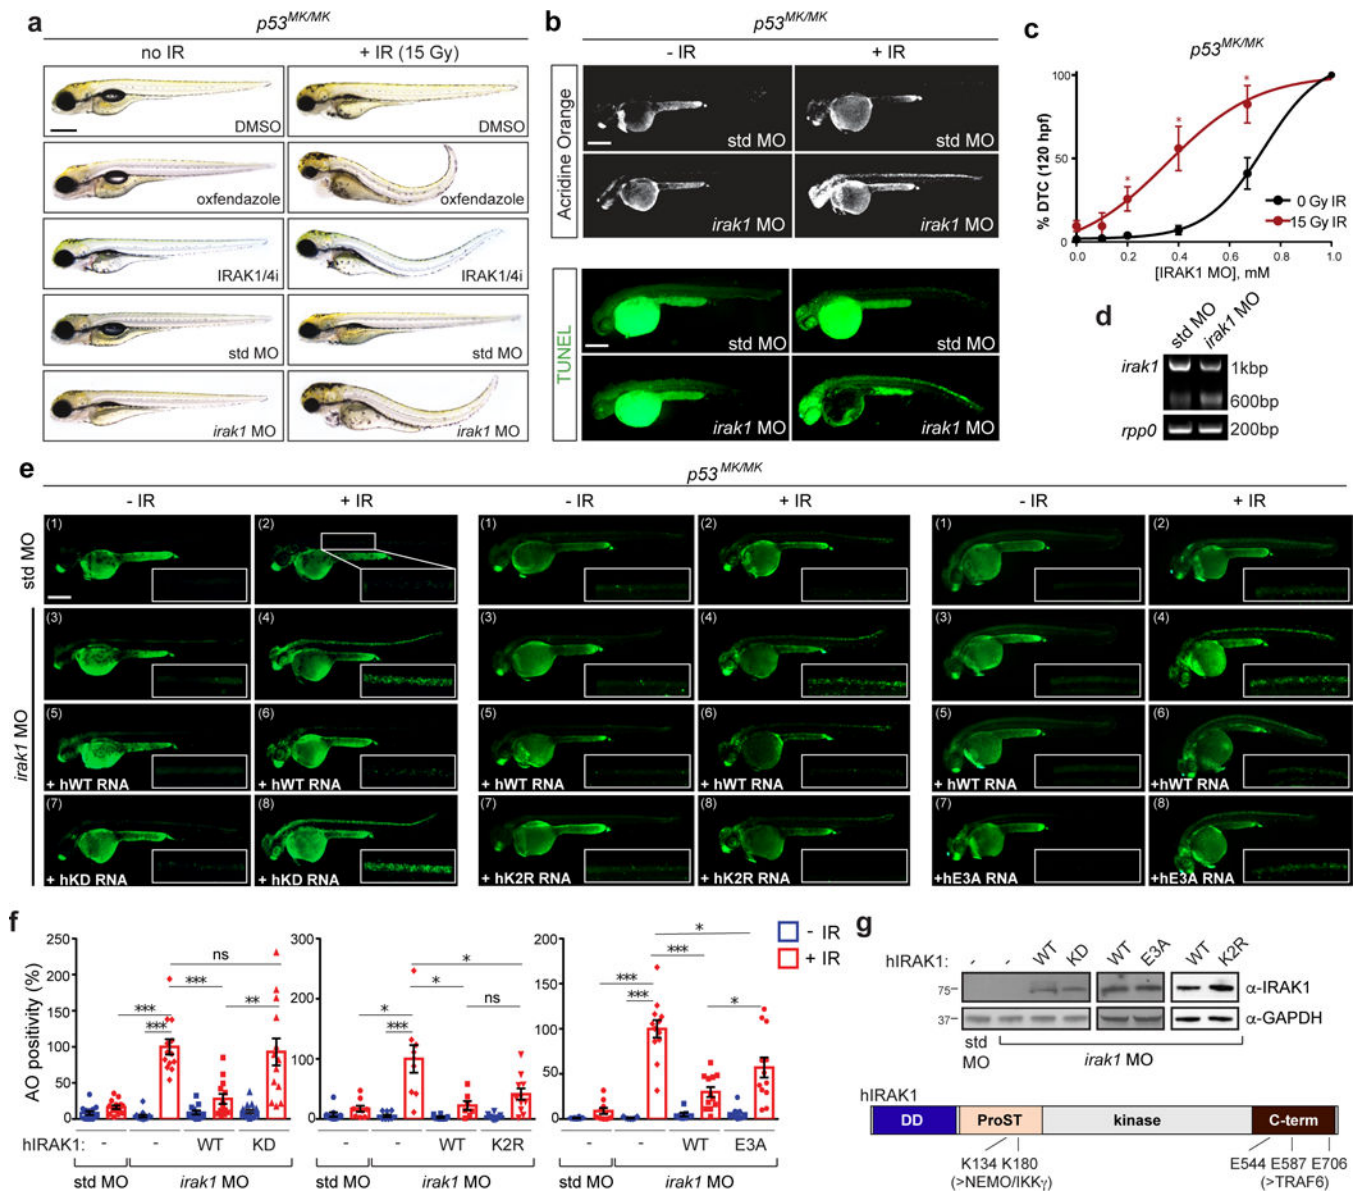 a
p53MK/MK
no IR
+ IR (15 Gy)
DMSO
DMSO
oxfendazole
oxfendazole
IRAK1/4i
IRAK1/4i
std MO
std MO
irak1 MO
irak1 MO
b
p53MK/MK
- IR
+ IR
Acridine Orange
std MO
std MO
irak1 MO
irak1 MO
TUNEL
std MO
std MO
irak1 MO
irak1 MO
c
p53MK/MK
% DTC (120 hpf)
100
50
0
0.0
0.2
0.4
0.6
0.8
1.0
[IRAK1 MO], mM
*
*
*
0 Gy IR
15 Gy IR
d
std MO
irak1 MO
irak1
1kbp
600bp
rpp0
200bp
e
p53MK/MK
- IR
+ IR
- IR
+ IR
- IR
+ IR
std MO
irak1 MO
(1)
(2)
(1)
(2)
(1)
(2)
(3)
(4)
(3)
(4)
(3)
(4)
(5)
+ hWT RNA
(6)
+ hWT RNA
(5)
+ hWT RNA
(6)
+ hWT RNA
(5)
+hWT RNA
(6)
+hWT RNA
(7)
+ hKD RNA
(8)
+ hKD RNA
(7)
+ hK2R RNA
(8)
+ hK2R RNA
(7)
+hE3A RNA
(8)
+hE3A RNA
f
AO positivity (%)
250
200
150
100
50
0
ns
***
***
***
**
300
200
100
0
*
*
*
***
ns
200
150
100
50
0
*
***
***
***
*
- IR
+ IR
hIRAK1:
-
-
WT
KD
-
-
WT
K2R
-
-
WT
E3A
std MO
irak1 MO
std MO
irak1 MO
std MO
irak1 MO
g
hIRAK1:
-
-
WT
KD
WT
E3A
WT
K2R
75
α-IRAK1
37
α-GAPDH
std MO
irak1 MO
hIRAK1
DD
ProST
kinase
C-term
K134 K180
(>NEMO/IKKγ)
E544 E587 E706
(>TRAF6)